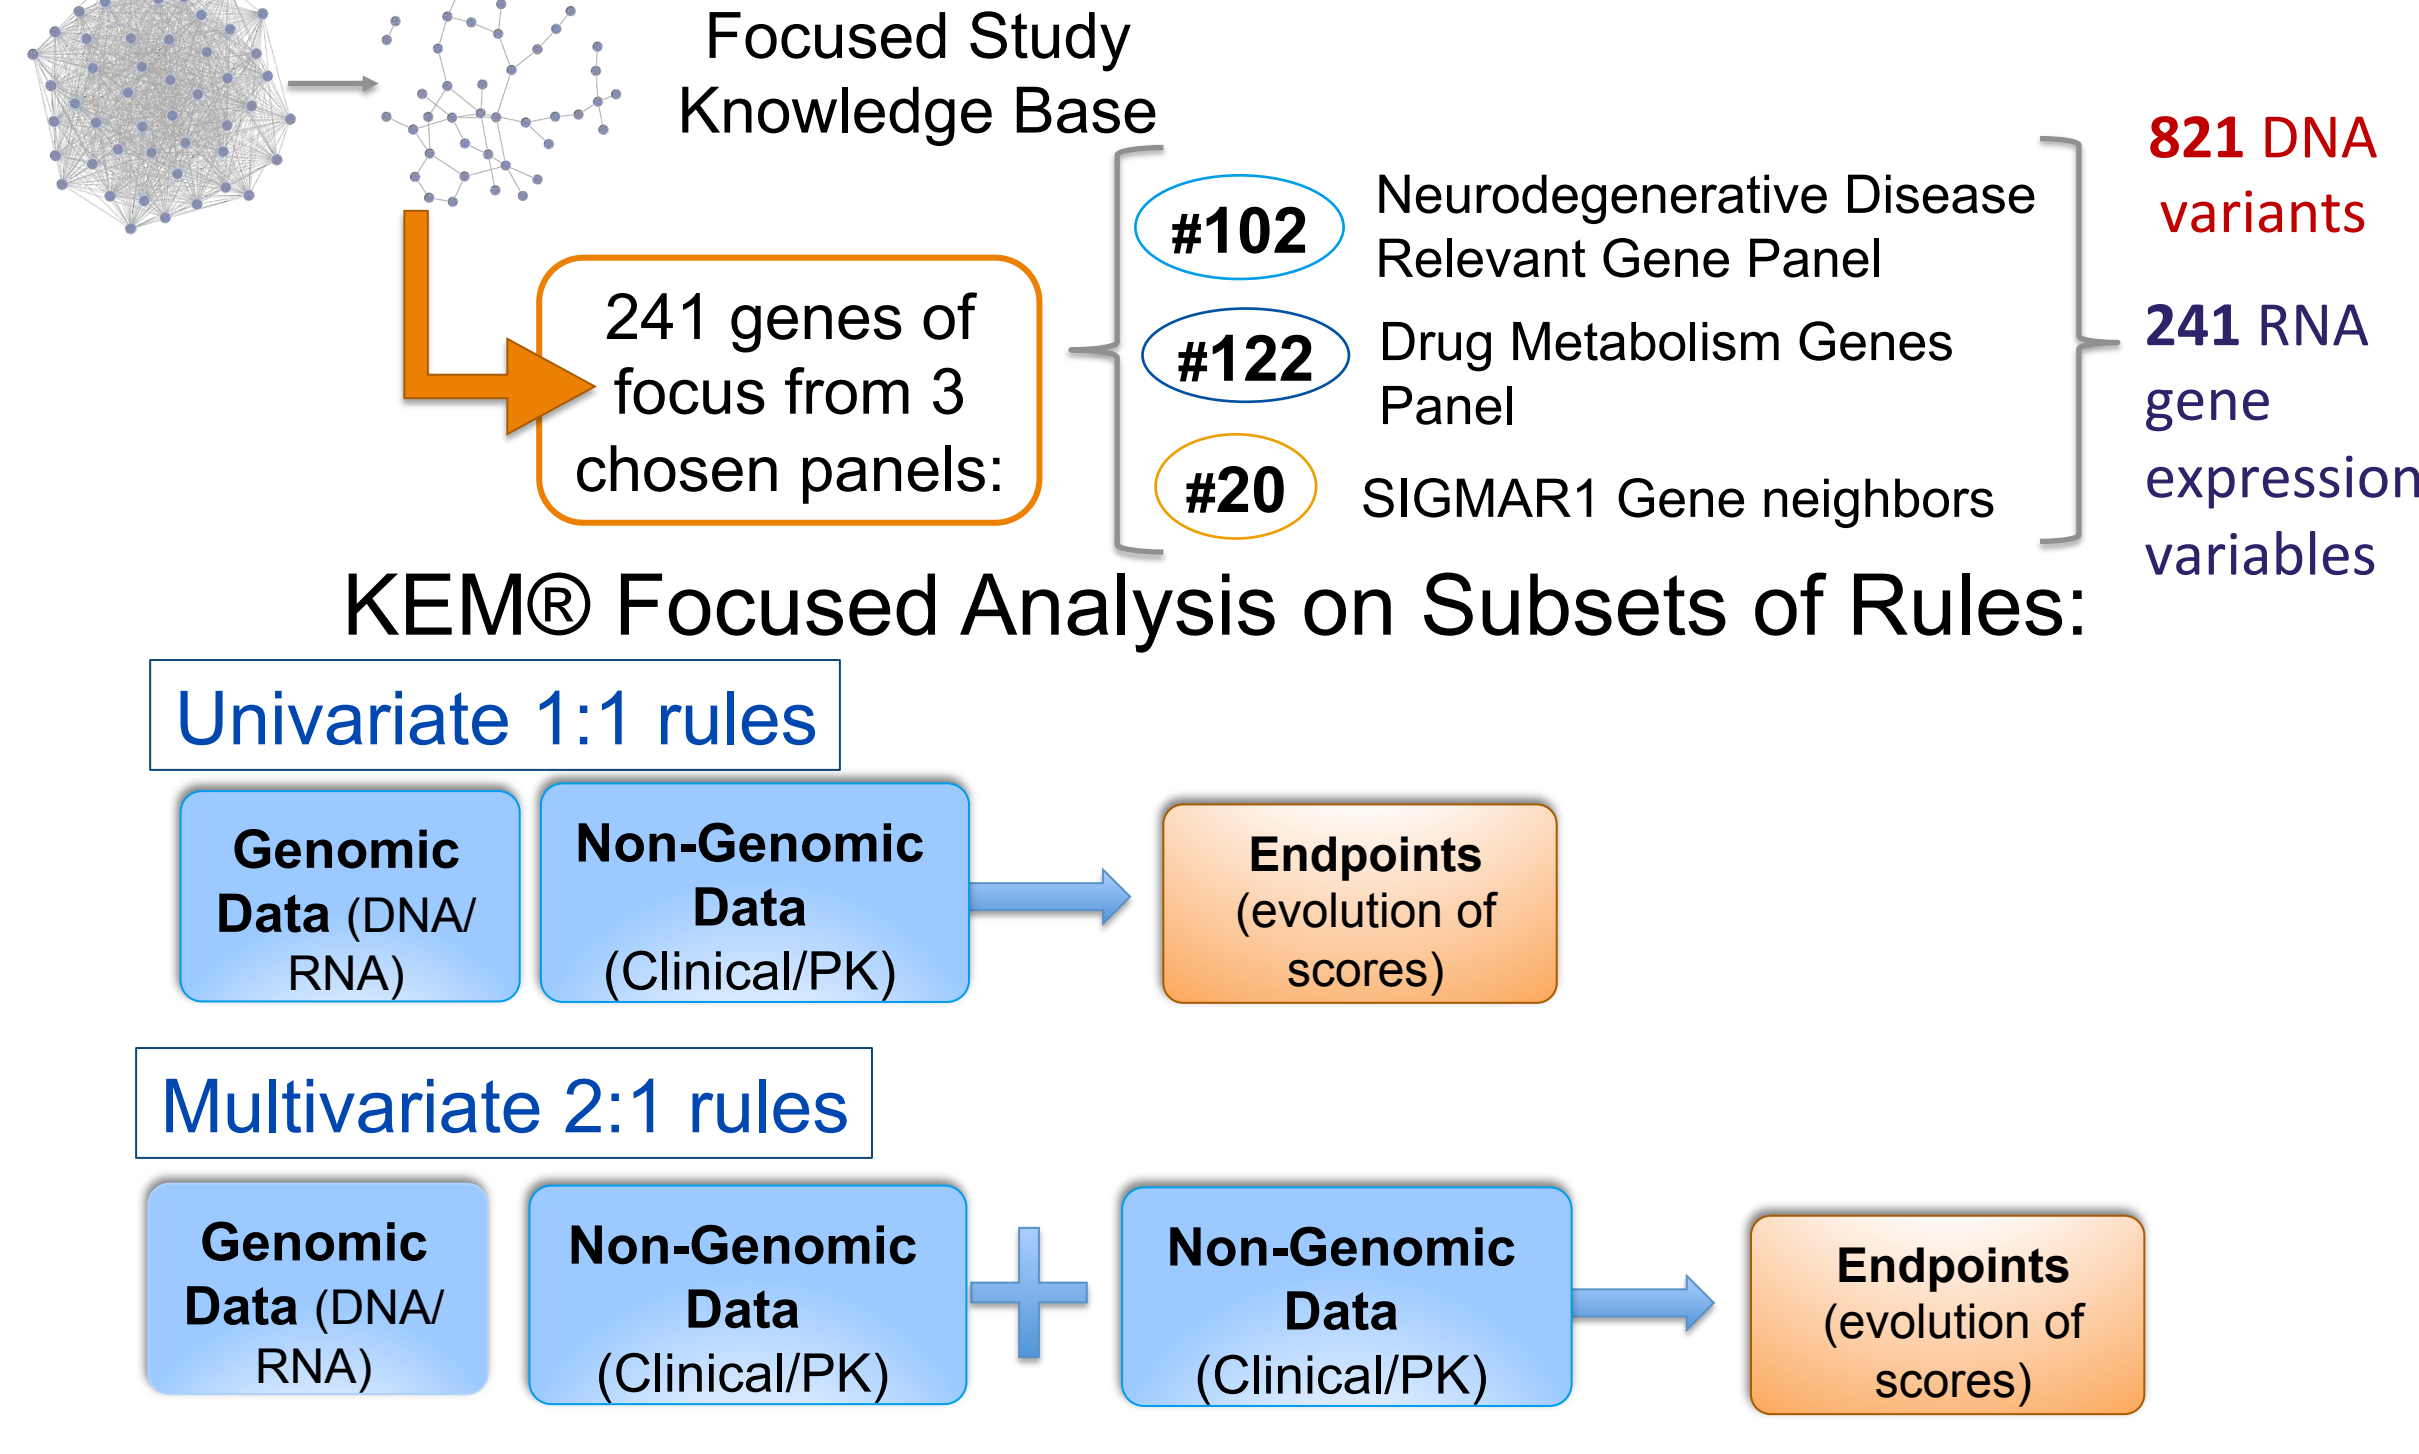 Focused Study
Knowledge Base
821 DNA
variants
241 RNA
gene
expression
variables
241 genes of
focus from 3
chosen panels:
#102
Neurodegenerative Disease
Relevant Gene Panel
#122
Drug Metabolism Genes
Panel
#20
SIGMAR1 Gene neighbors
KEM® Focused Analysis on Subsets of Rules:
Univariate 1:1 rules
Genomic
Data (DNA/
RNA)
Non-Genomic
Data
(Clinical/PK)
Endpoints
(evolution of
scores)
Multivariate 2:1 rules
Genomic
Data (DNA/
RNA)
Non-Genomic
Data
(Clinical/PK)
Non-Genomic
Data
(Clinical/PK)
Endpoints
(evolution of
scores)